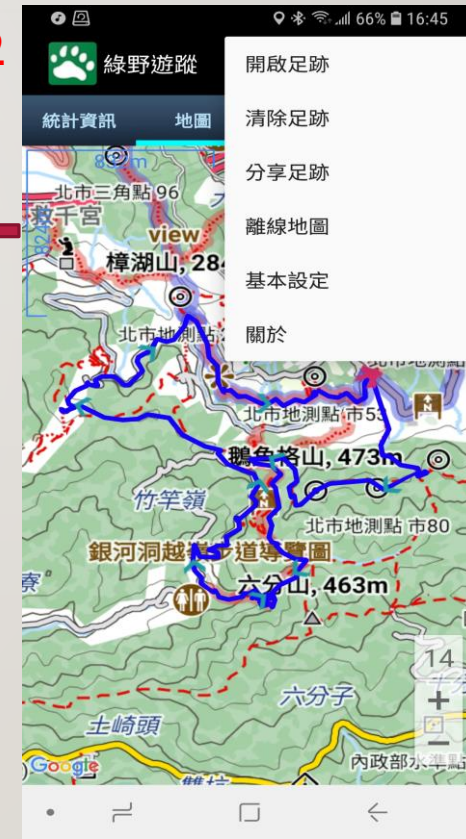 66% 16:45
綠野遊蹤
開啟足跡
清除足跡
分享足跡
離線地圖
基本設定
關於
統計資訊 地圖
北市三角點 96
千宮
view
樟湖山, 284
北市地測點
北市地測點 市53
鵝角格山, 473m
竹竿嶺
北市地測點 市80
銀河洞越嶺步道導覽圖
寮
六分山, 463m
14
六分子
+
土崎頭
−
Google
內政部水準點